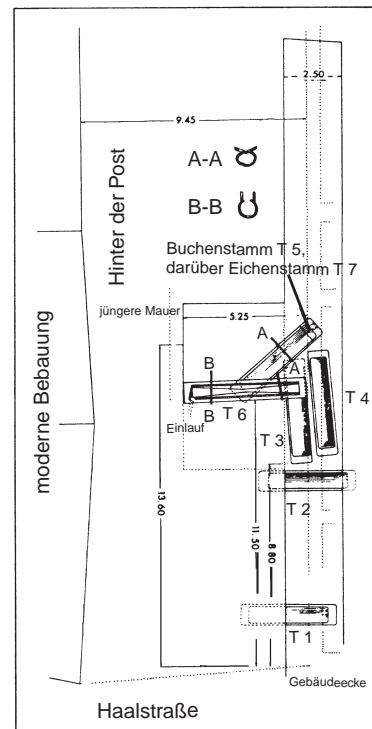 2.50
9.45
A-A
B-B
Hinter der Post
Buchenstamm T 5,
darüber Eichenstamm T 7
jüngere Mauer
5.25
A
A
B
B
T 6
T 4
Einlauf
T 3
moderne Bebauung
T 2
13.60
11.50
8.80
T 1
Gebäudeecke
Haalstraße